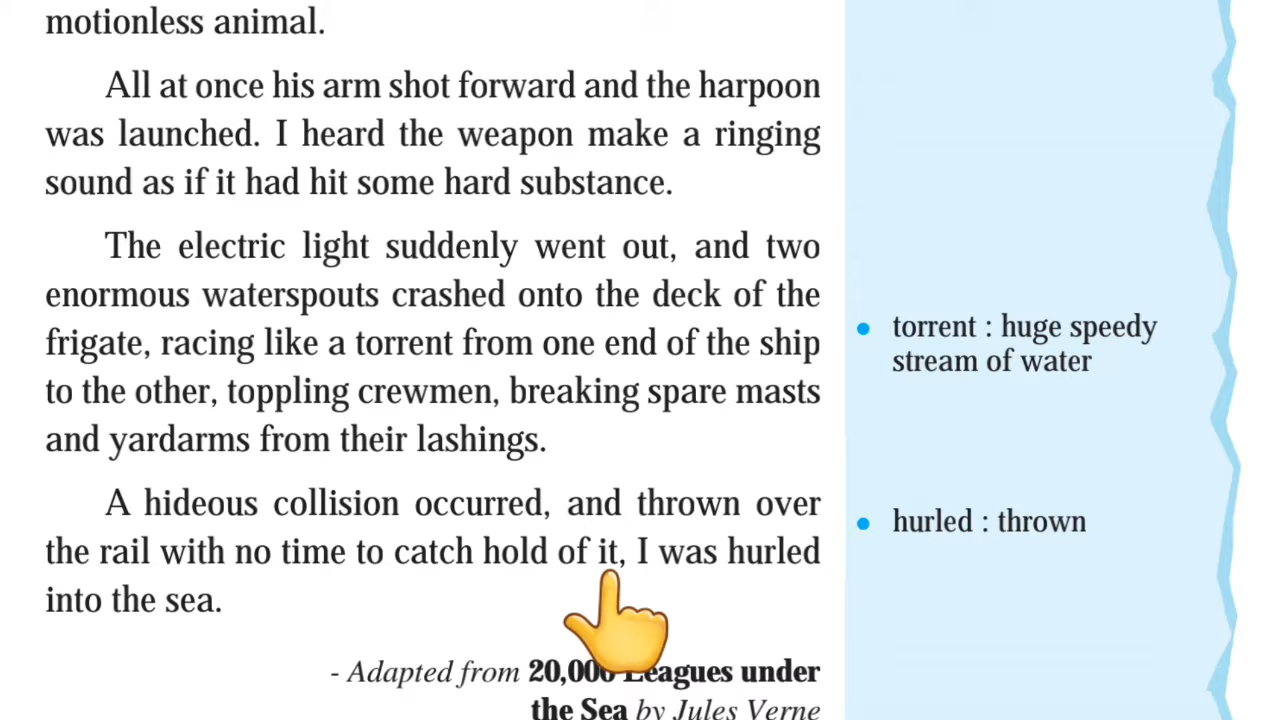 motionless animal.
All at once his arm shot forward and the harpoon
was launched. I heard the weapon make a ringing
sound as if it had hit some hard substance.
The electric light suddenly went out, and two
enormous waterspouts crashed onto the deck of the
frigate, racing like a torrent from one end of the ship
to the other, toppling crewmen, breaking spare masts
and yardarms from their lashings.
A hideous collision occurred, and thrown over
the rail with no time to catch hold of it, I was hurled
into the sea.
- Adapted from 20,000 Leagues under
the Sea by Jules Verne
• torrent : huge speedy
stream of water
• hurled : thrown